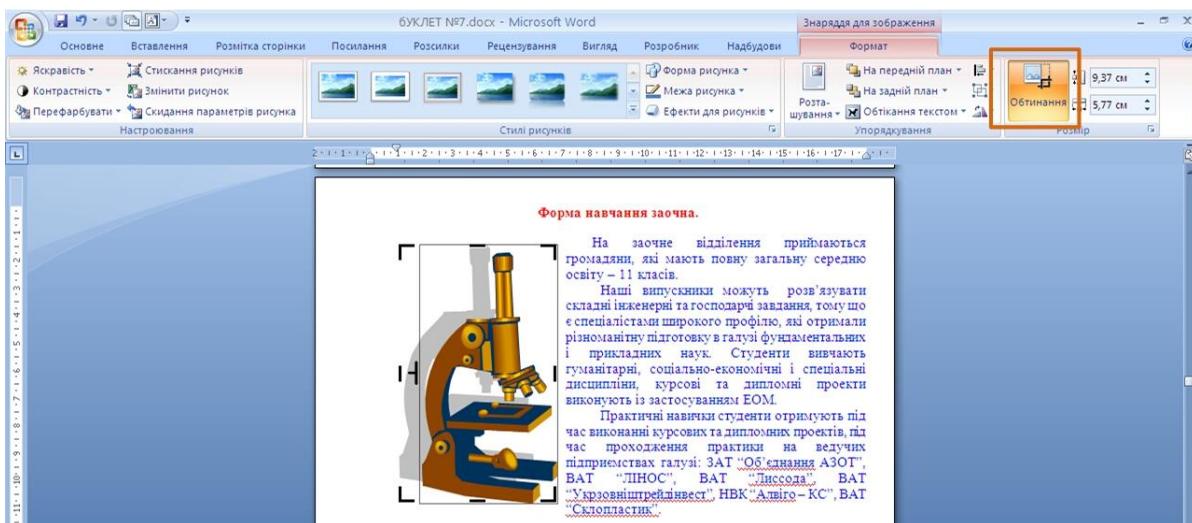 бУКЛЕТ №7.docx - Microsoft Word
Знаряддя для зображення
Основне Вставлення Розмітка сторінки Посилання Розсилки Рецензування Вигляд Розробник Надбудови Формат
Яскравість
Контрастність
Перефарбувати
Стискання рисунків
Змінити рисунок
Скидання параметрів рисунка
Настроювання
Форма рисунка
Межа рисунка
Ефекти для рисунків
Стилі рисунків
Розта-
шування
На передній план
На задній план
Обтікання текстом
Упорядкування
Обтинання
9,37 см
5,77 см
Розмір
Форма навчання заочна.
На заочне відділення приймаються
громадяни, які мають повну загальну середню
освіту – 11 класів.
Наші випускники можуть розв’язувати
складні інженерні та господарчі завдання, тому що
є спеціалістами широкого профілю, які отримали
різноманітну підготовку в галузі фундаментальних
і прикладних наук. Студенти вивчають
гуманітарні, соціально-економічні і спеціальні
дисципліни, курсові та дипломні проекти
виконують із застосуванням ЕОМ.
Практичні навички студенти отримують під
час виконанні курсових та дипломних проектів, під
час проходження практики на ведучих
підприємствах галузі: ЗАТ “Об’єднання АЗОТ”,
ВАТ “ЛІНОС”, ВАТ “Лиссода”, ВАТ
“Укрзовніштрейдінвест”, НВК “Алвіго – КС”, ВАТ
“Склопластик”.